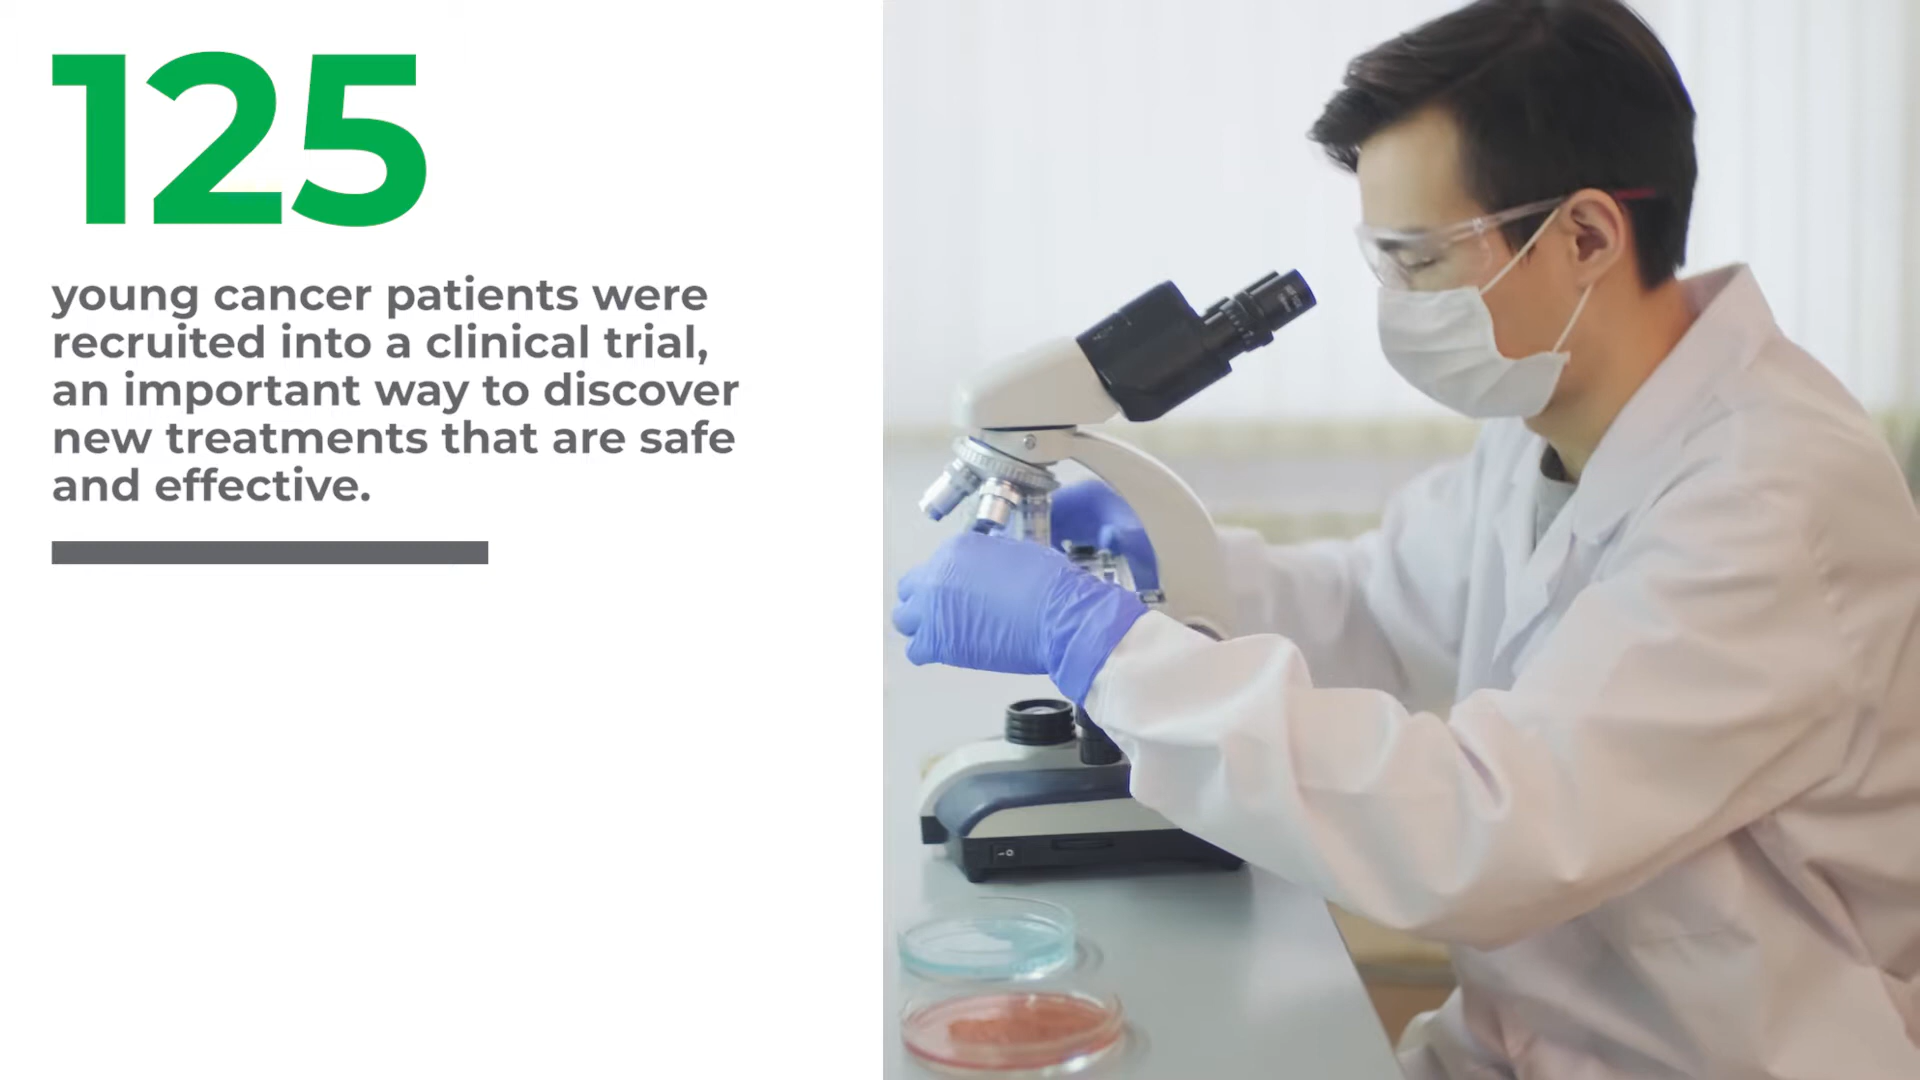 125
young cancer patients were
recruited into a clinical trial,
an important way to discover
new treatments that are safe
and effective.